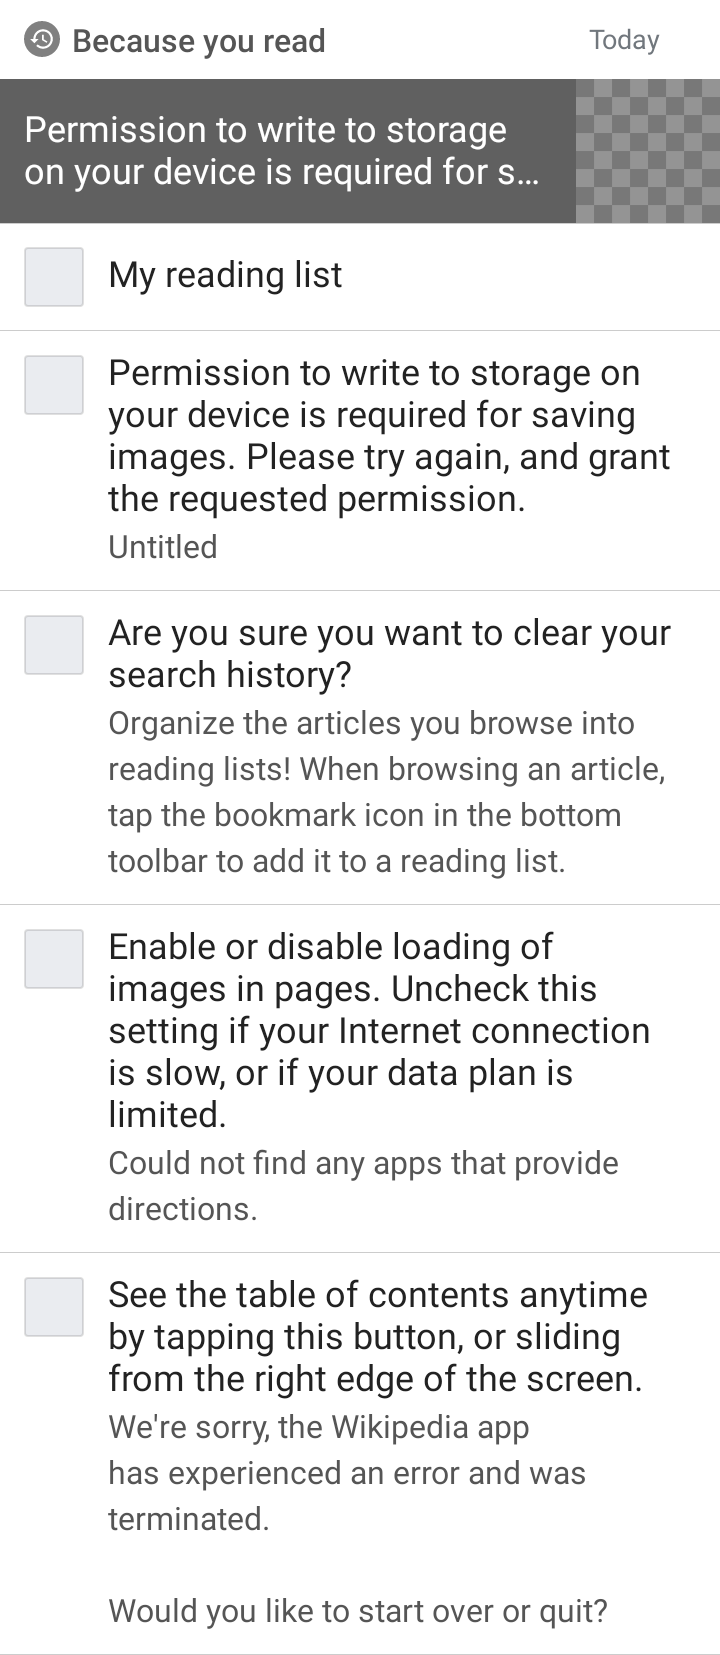 Because you read
Today
Permission to write to storage
on your device is required for s...
My reading list
Permission to write to storage on
your device is required for saving
images. Please try again, and grant
the requested permission.
Untitled
Are you sure you want to clear your
search history?
Organize the articles you browse into
reading lists! When browsing an article,
tap the bookmark icon in the bottom
toolbar to add it to a reading list.
Enable or disable loading of
images in pages. Uncheck this
setting if your Internet connection
is slow, or if your data plan is
limited.
Could not find any apps that provide
directions.
See the table of contents anytime
by tapping this button, or sliding
from the right edge of the screen.
We're sorry, the Wikipedia app
has experienced an error and was
terminated.
Would you like to start over or quit?